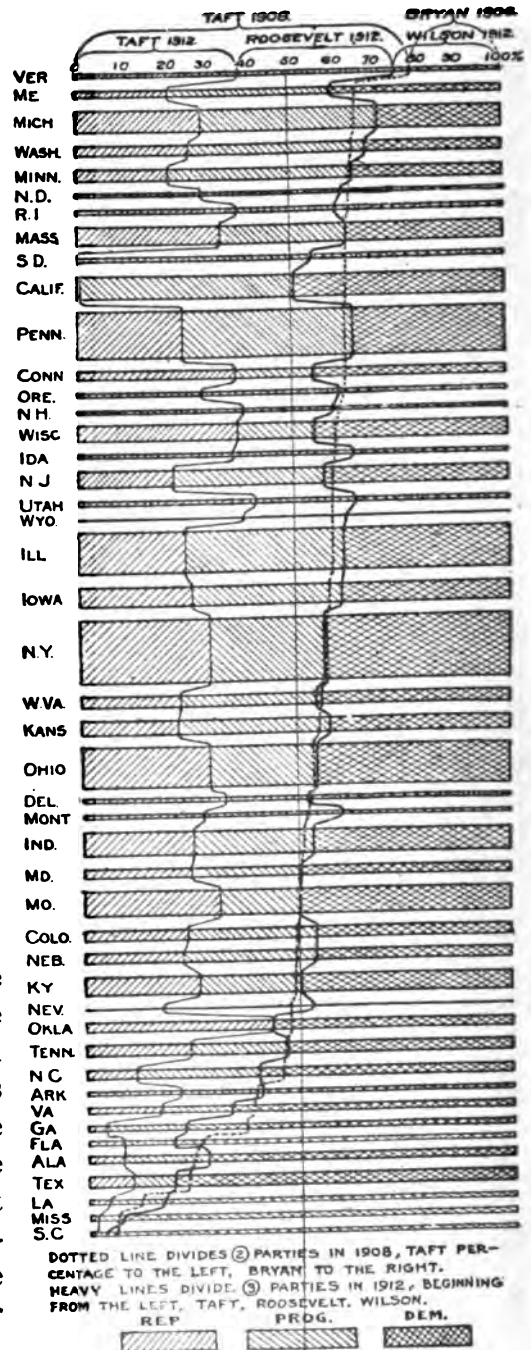 TAFT 1908. BRYAN 1908.
TAFT 1912 ROOSEVELT 1912. WILSON 1912.
0 10 20 30 40 50 60 70 80 90 100%
VER
ME
MICH
WASH.
MINN.
N.D.
R.I
MASS
S D.
CALIF.
PENN.
CONN
ORE.
N H.
WISC
IDA
N J
UTAH
WYO.
ILL
IOWA
N.Y.
W.VA.
KANS
OHIO
DEL.
MONT
IND.
MD.
MO.
COLO.
NEB.
KY
NEV.
OKLA
TENN.
N C
ARK
VA
GA
FLA
ALA
TEX
LA
MISS
S.C
DOTTED LINE DIVIDES ② PARTIES IN 1908, TAFT PER-
CENTAGE TO THE LEFT, BRYAN TO THE RIGHT.
HEAVY LINES DIVIDE ③ PARTIES IN 1912, BEGINNING
FROM THE LEFT, TAFT, ROOSEVELT. WILSON.
REP PROG. DEM.